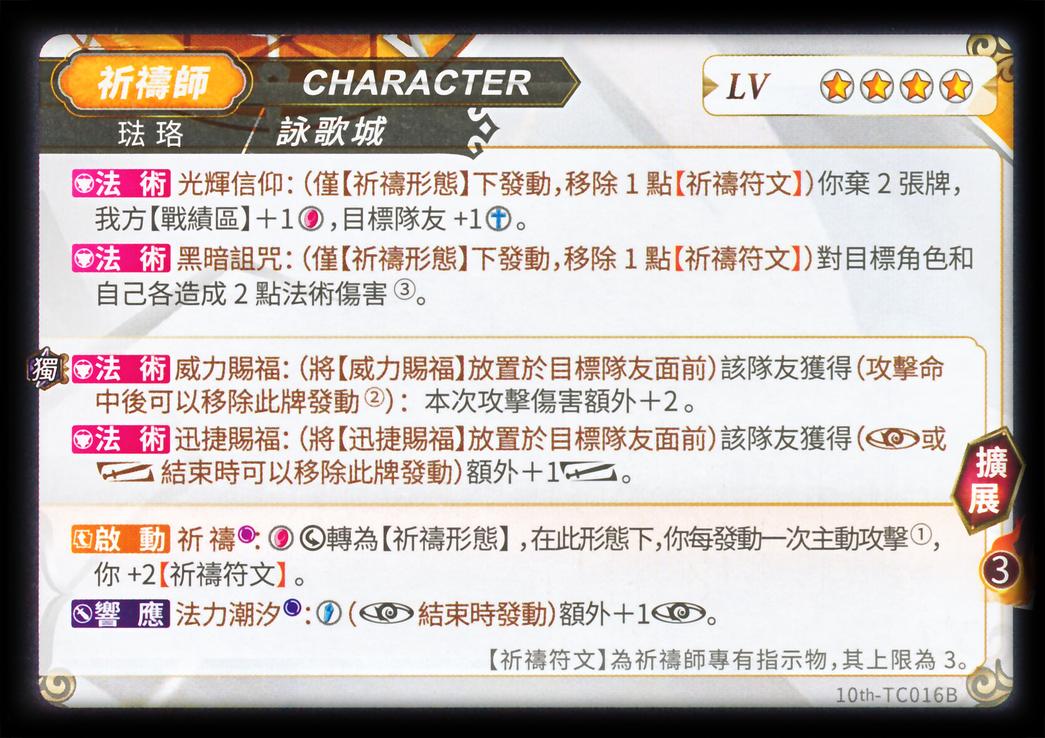 祈禱師 CHARACTER LV
琺珞 / 詠歌城
法 術 光輝信仰:(僅【祈禱形態】下發動,移除 1 點【祈禱符文】)你棄 2 張牌,
我方【戰績區】+1 ,目標隊友 +1 。
法 術 黑暗詛咒:(僅【祈禱形態】下發動,移除 1 點【祈禱符文】)對目標角色和
自己各造成 2 點法術傷害③。
獨 法 術 威力賜福:(將【威力賜福】放置於目標隊友面前)該隊友獲得(攻擊命
中後可以移除此牌發動②):本次攻擊傷害額外+2。
法 術 迅捷賜福:(將【迅捷賜福】放置於目標隊友面前)該隊友獲得( 或
結束時可以移除此牌發動)額外+1 。
擴
展
啟 動 祈禱: 轉為【祈禱形態】,在此形態下,你每發動一次主動攻擊①,
你 +2【祈禱符文】。
3
響 應 法力潮汐: ( 結束時發動)額外+1 。
【祈禱符文】為祈禱師專有指示物,其上限為 3。
10th-TC016B